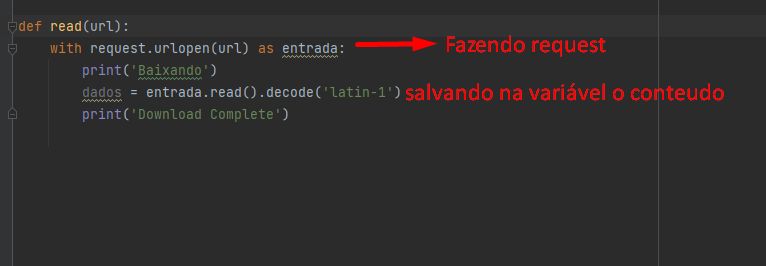 def read(url):
with request.urlopen(url) as entrada: Fazendo request
print('Baixando')
dados = entrada.read().decode('latin-1') salvando na variável o conteudo
print('Download Complete')